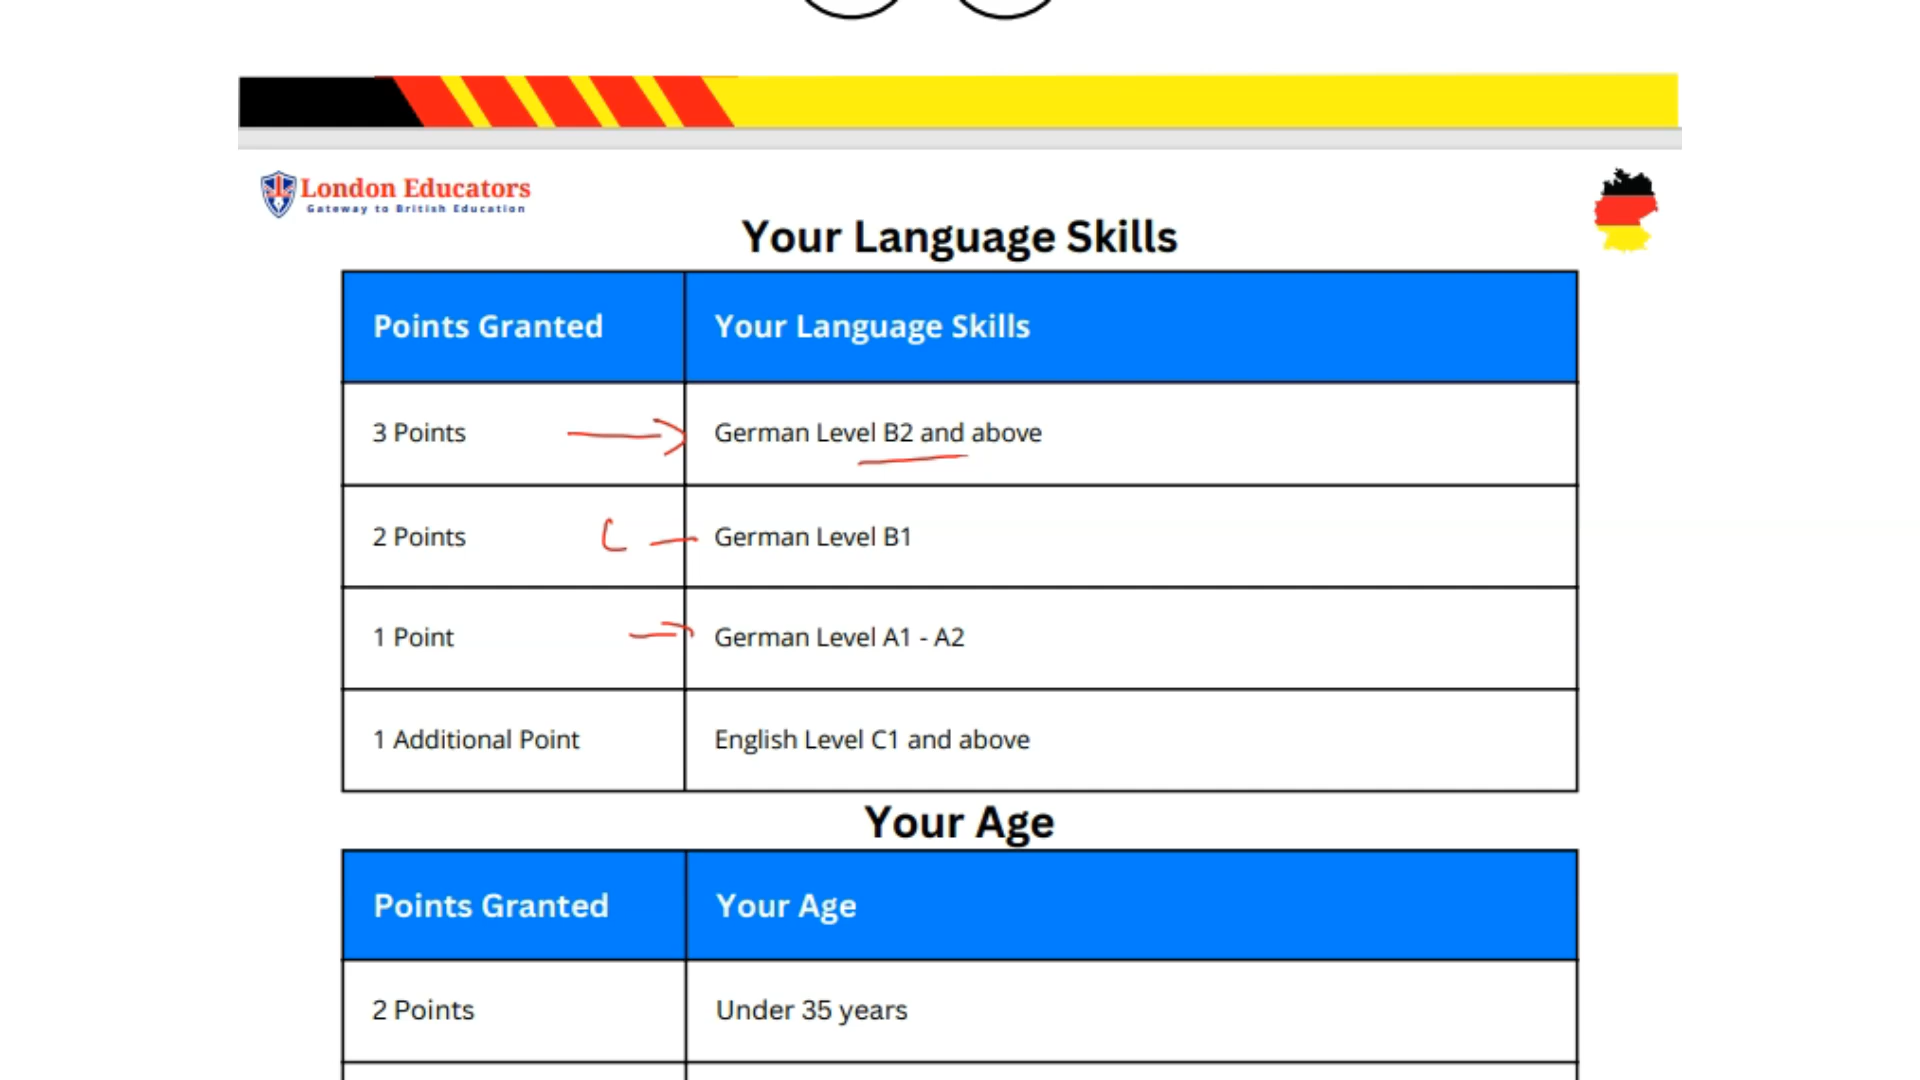 London Educators
Gateway to British Education
Your Language Skills
Points Granted Your Language Skills
3 Points German Level B2 and above
2 Points German Level B1
1 Point German Level A1 - A2
1 Additional Point English Level C1 and above
Your Age
Points Granted Your Age
2 Points Under 35 years